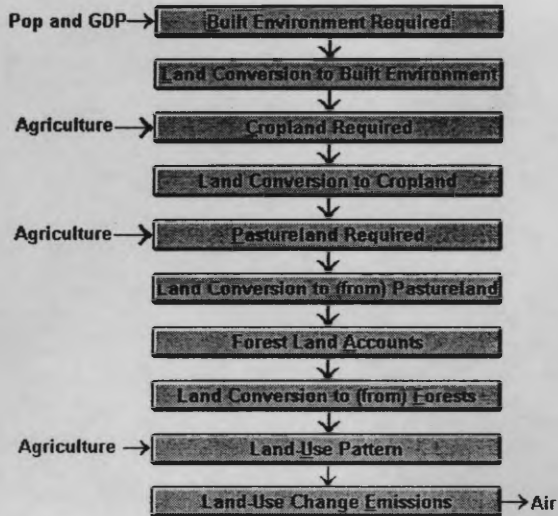 Pop and GDP
Built Environment Required
Land Conversion to Built Environment
Agriculture
Cropland Required
Land Conversion to Cropland
Agriculture
Pastureland Required
Land Conversion to (from) Pastureland
Forest Land Accounts
Land Conversion to (from) Forests
Agriculture
Land-Use Pattern
Land-Use Change Emissions
Air